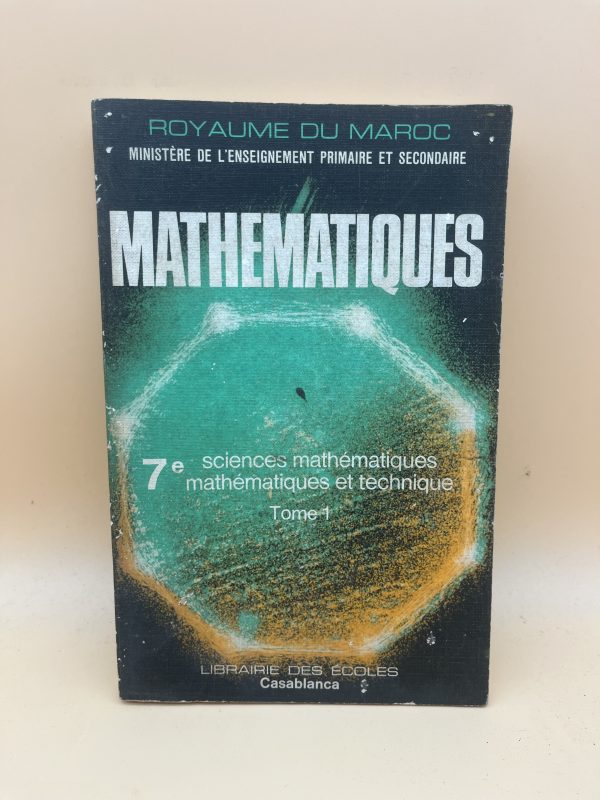 ROYAUME DU MAROC
MINISTÈRE DE L'ENSEIGNEMENT PRIMAIRE ET SECONDAIRE
MATHEMATIQUES
7e sciences mathématiques
mathématiques et technique
Tome 1
LIBRAIRIE DES ÉCOLES
Casablanca